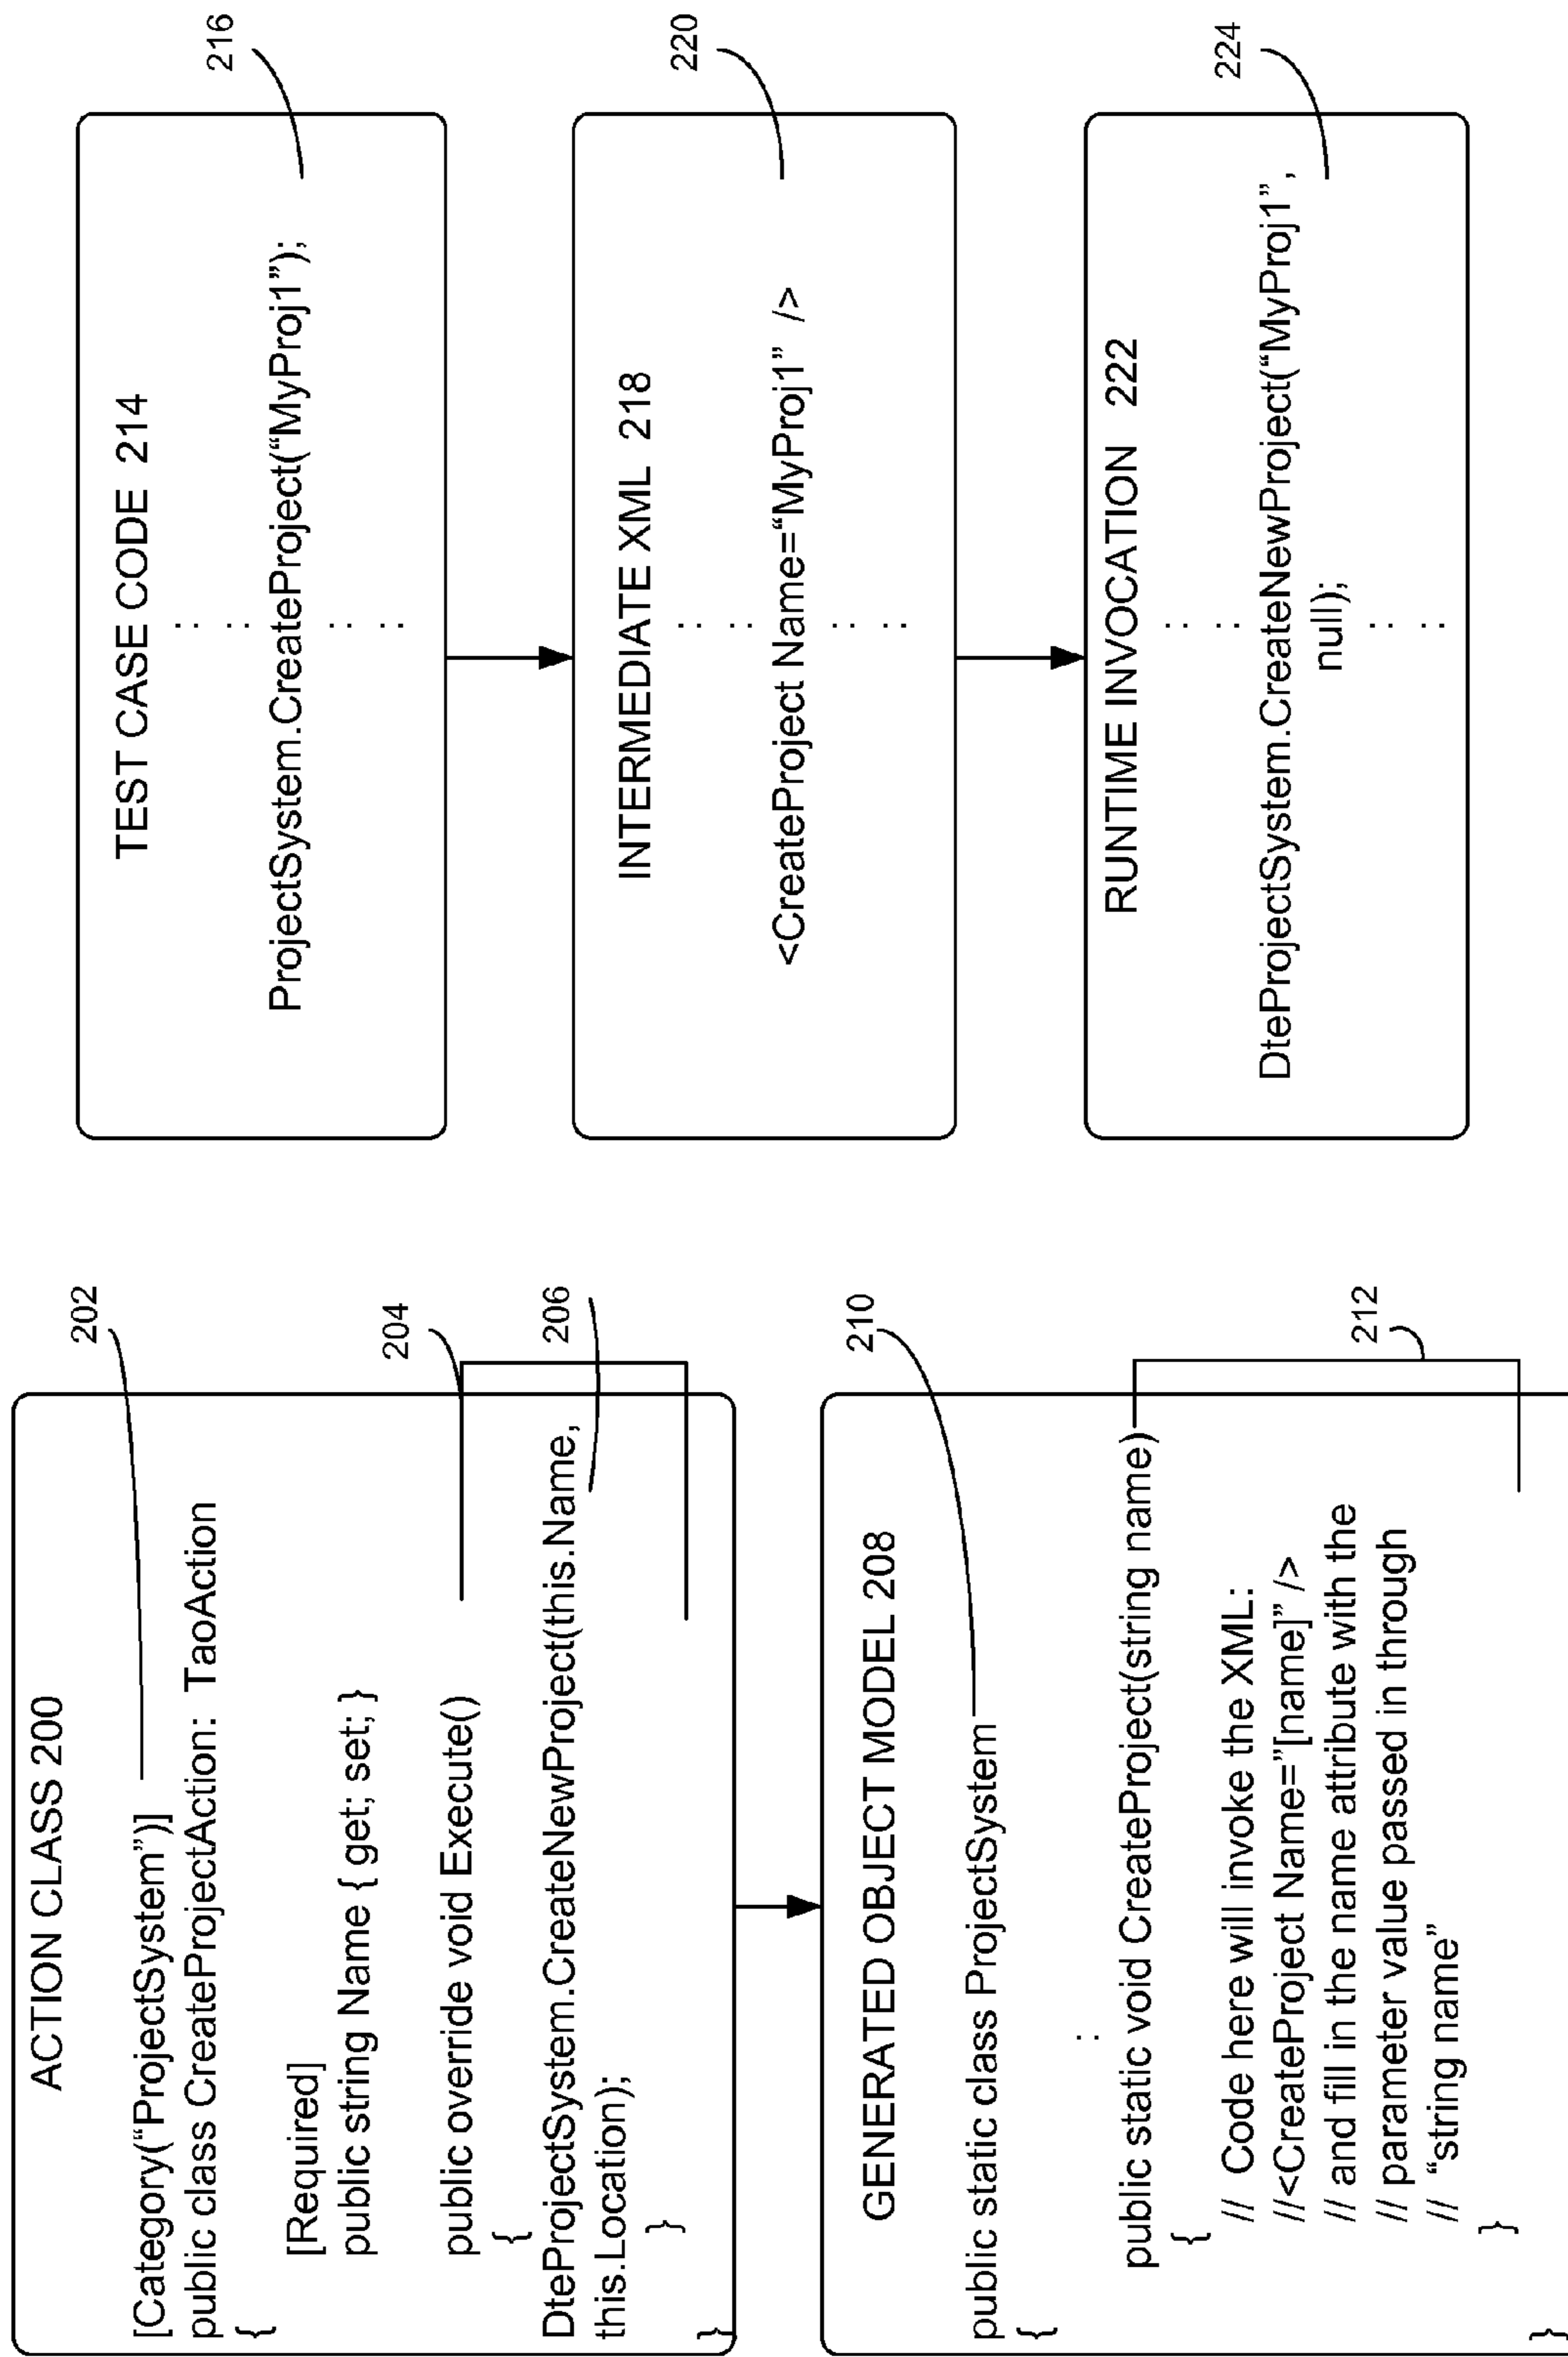 ACTION CLASS 200
[Category(“ProjectSystem”)]
public class CreateProjectAction: TaoAction
{
[Required]
public string Name { get; set; }
public override void Execute()
{
DteProjectSystem.CreateNewProject(this.Name,
this.Location);
}
}
202
204
206
GENERATED OBJECT MODEL 208
public static class ProjectSystem
{
:
public static void CreateProject(string name)
{
// Code here will invoke the XML:
//<CreateProject Name=”[name]” />
// and fill in the name attribute with the
// parameter value passed in through
// “string name”
}
}
210
212
TEST CASE CODE 214
:
:
ProjectSystem.CreateProject(“MyProj1”);
:
:
216
INTERMEDIATE XML 218
:
:
<CreateProject Name=“MyProj1” />
:
:
220
RUNTIME INVOCATION 222
:
:
DteProjectSystem.CreateNewProject(“MyProj1”,
null);
:
:
224